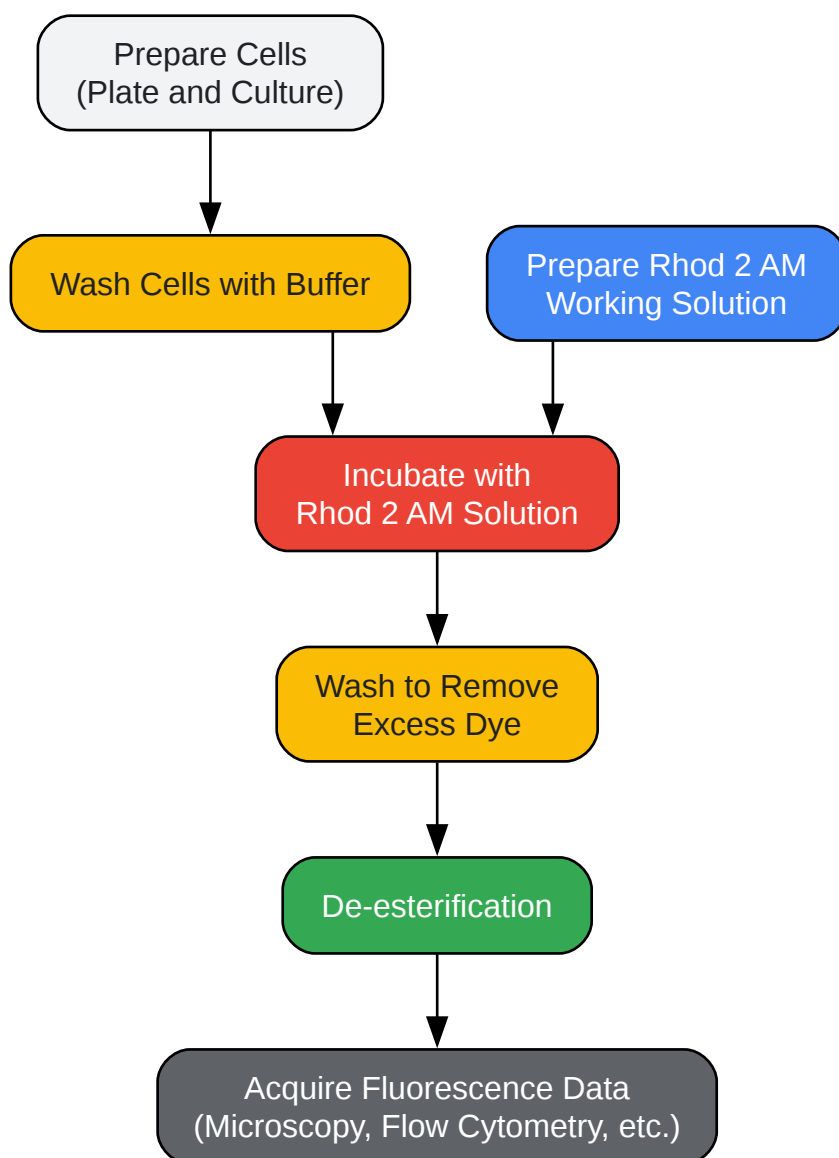 Prepare Cells
(Plate and Culture)
Wash Cells with Buffer
Prepare Rhod 2 AM
Working Solution
Incubate with
Rhod 2 AM Solution
Wash to Remove
Excess Dye
De-esterification
Acquire Fluorescence Data
(Microscopy, Flow Cytometry, etc.)